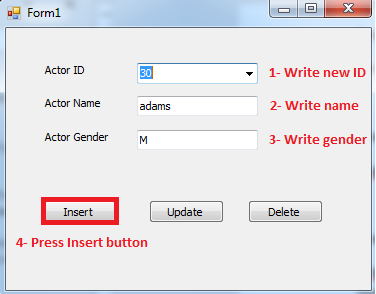 Form1
Actor ID 30 1- Write new ID
Actor Name adams 2- Write name
Actor Gender M 3- Write gender
Insert Update Delete
4- Press Insert button